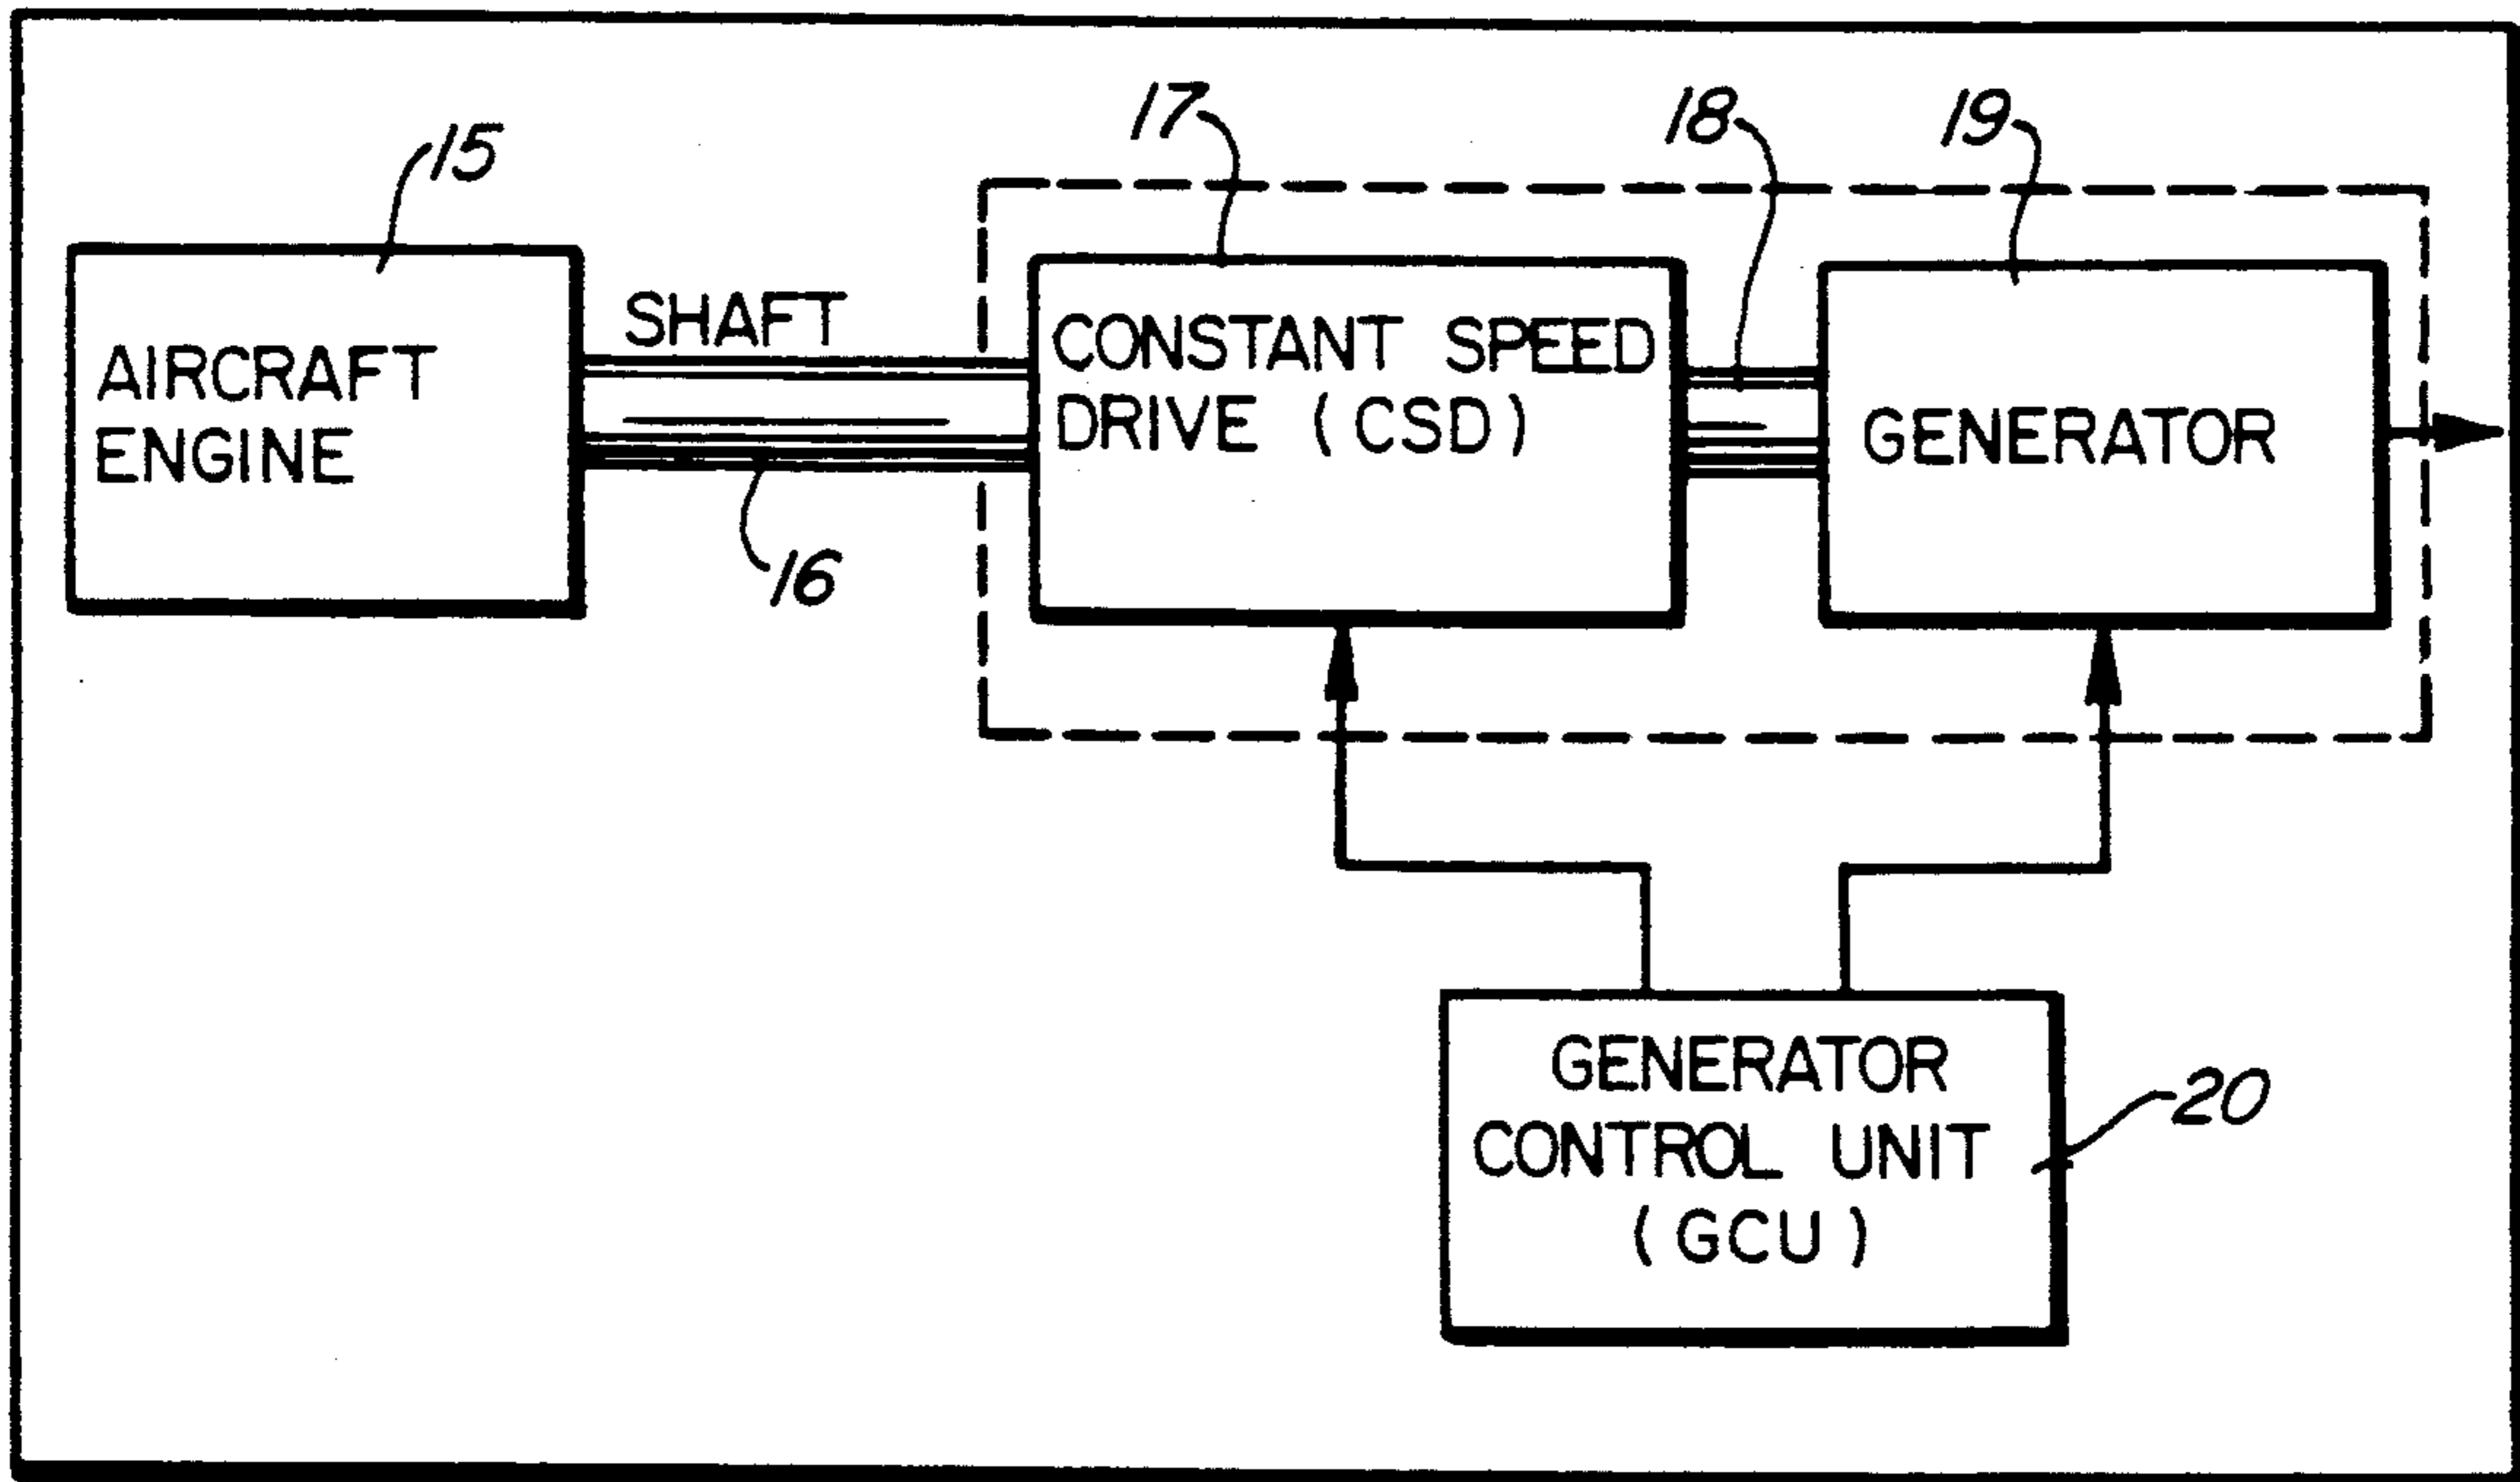 17
18
19
15
SHAFT
AIRCRAFT
ENGINE
CONSTANT SPEED
DRIVE (CSD)
GENERATOR
16
GENERATOR
CONTROL UNIT
(GCU)
20